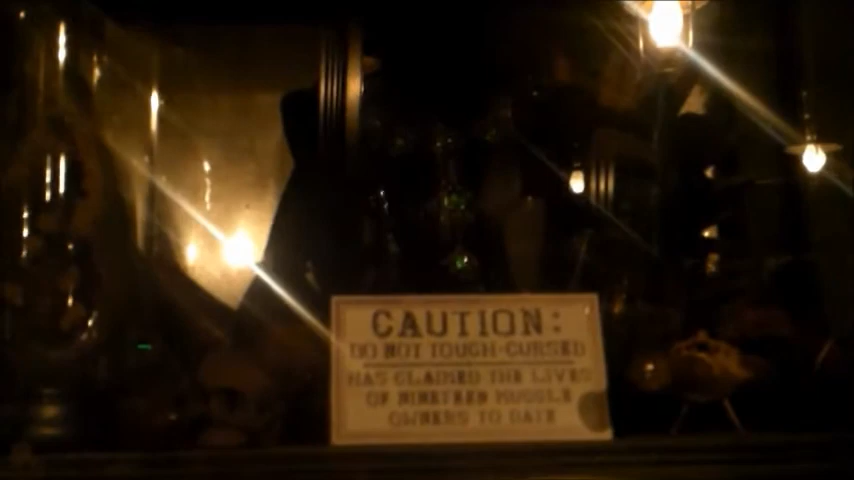 CAUTION:
DO NOT TOUCH-CURSED
HAS CLAIMED THE LIVES
OF NINETEEN MUGGLE
OWNERS TO DATE